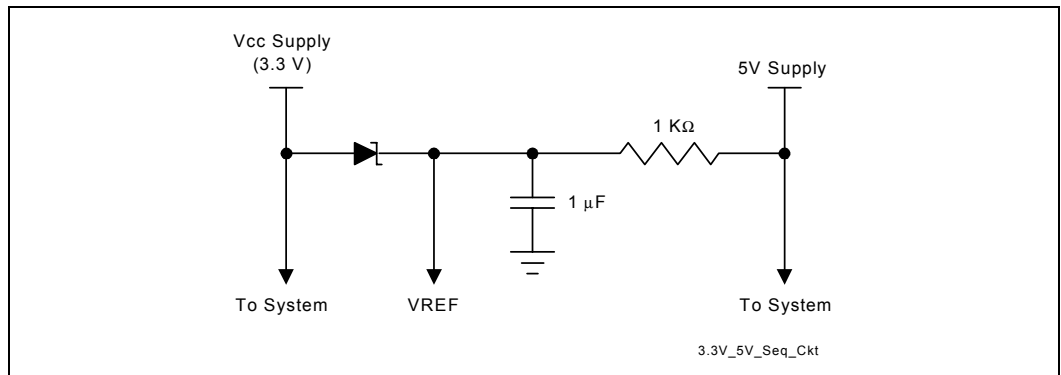 Vcc Supply
(3.3 V)
5V Supply
1 KΩ
1 μF
To System
VREF
To System
3.3V_5V_Seq_Ckt